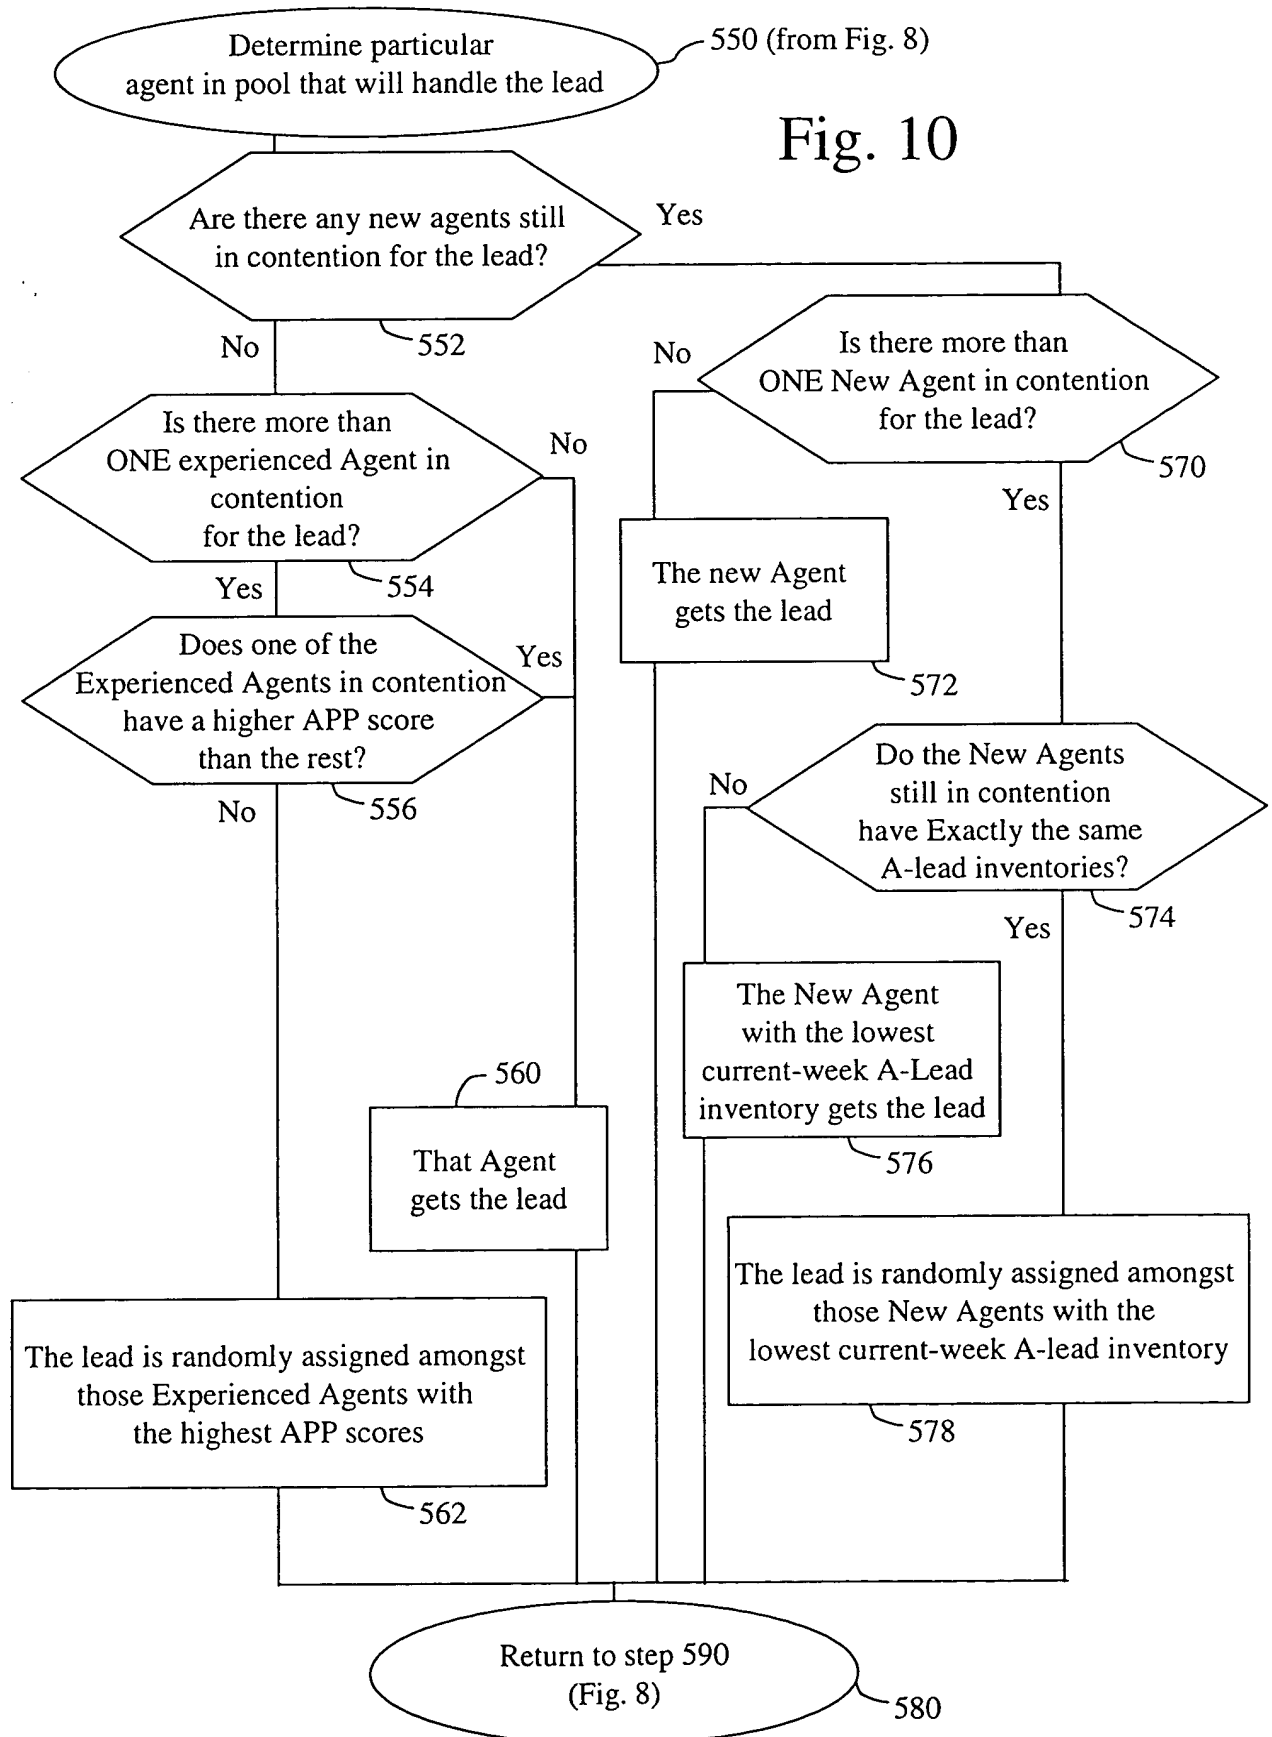 Determine particular
agent in pool that will handle the lead
550 (from Fig. 8)
Fig. 10
Are there any new agents still
in contention for the lead?
Yes
552
No
Is there more than
ONE New Agent in contention
for the lead?
No
570
Yes
Is there more than
ONE experienced Agent in
contention
for the lead?
No
554
Yes
The new Agent
gets the lead
572
Does one of the
Experienced Agents in contention
have a higher APP score
than the rest?
Yes
556
No
Do the New Agents
still in contention
have Exactly the same
A-lead inventories?
No
574
Yes
The New Agent
with the lowest
current-week A-Lead
inventory gets the lead
576
560
That Agent
gets the lead
The lead is randomly assigned amongst
those New Agents with the
lowest current-week A-lead inventory
578
The lead is randomly assigned amongst
those Experienced Agents with
the highest APP scores
562
Return to step 590
(Fig. 8)
580